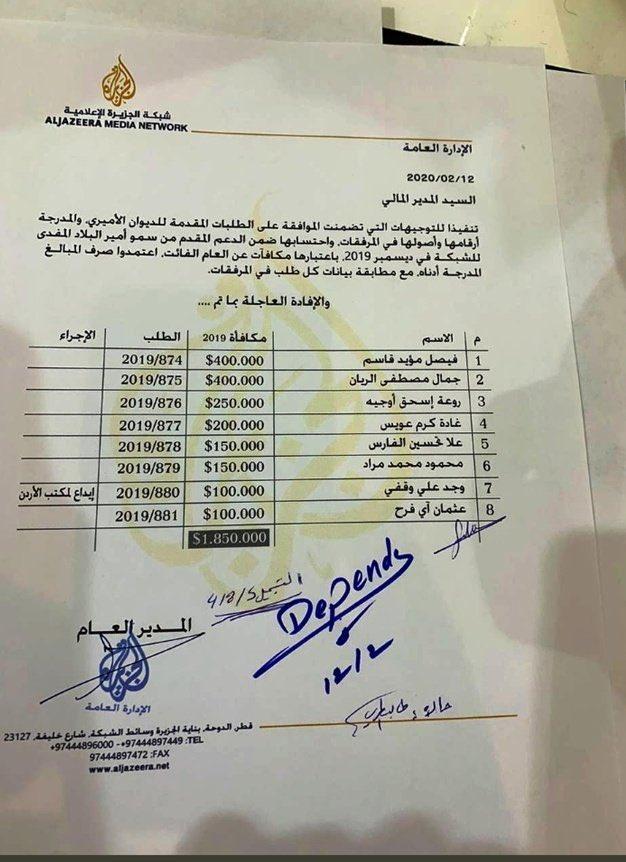 شبكة الجزيرة الإعلامية
ALJAZEERA MEDIA NETWORK
الإدارة العامة
2020/02/12
السيد المدير المالي
تنفيذا للتوجيهات التي تضمنت الموافقة على الطلبات المقدمة للديوان الأميري، والمدرجة
أرقامها وأصولها في المرفقات، واحتسابها ضمن الدعم المقدم من سمو أمير البلاد المفدى
للشبكة في ديسمبر 2019، باعتبارها مكافآت عن العام الفائت، اعتمدوا صرف المبالغ
المدرجة أدناه، مع مطابقة بيانات كل طلب في المرفقات.
والإفادة العاجلة بما تم ....
م الاسم مكافأة 2019 الطلب الإجراء
1 فيصل مؤيد قاسم $400.000 2019/874
2 جمال مصطفى الريان $400.000 2019/875
3 روعة إسحق أوجيه $250.000 2019/876
4 غادة كرم عويس $200.000 2019/877
5 علا تحسين الفارس $150.000 2019/878
6 محمود محمد مراد $150.000 2019/879
7 وجد علي وقفي $100.000 2019/880 إيداع لمكتب الأردن
8 عثمان آي فرح $100.000 2019/881
$1.850.000
Depends
12/2
المدير العام
الإدارة العامة
قطر، الدوحة، بناية الجزيرة وسائط الشبكة، شارع خليفة، 23127
+97444896000 -+97444897449 :TEL
97444897472 :FAX
www.aljazeera.net